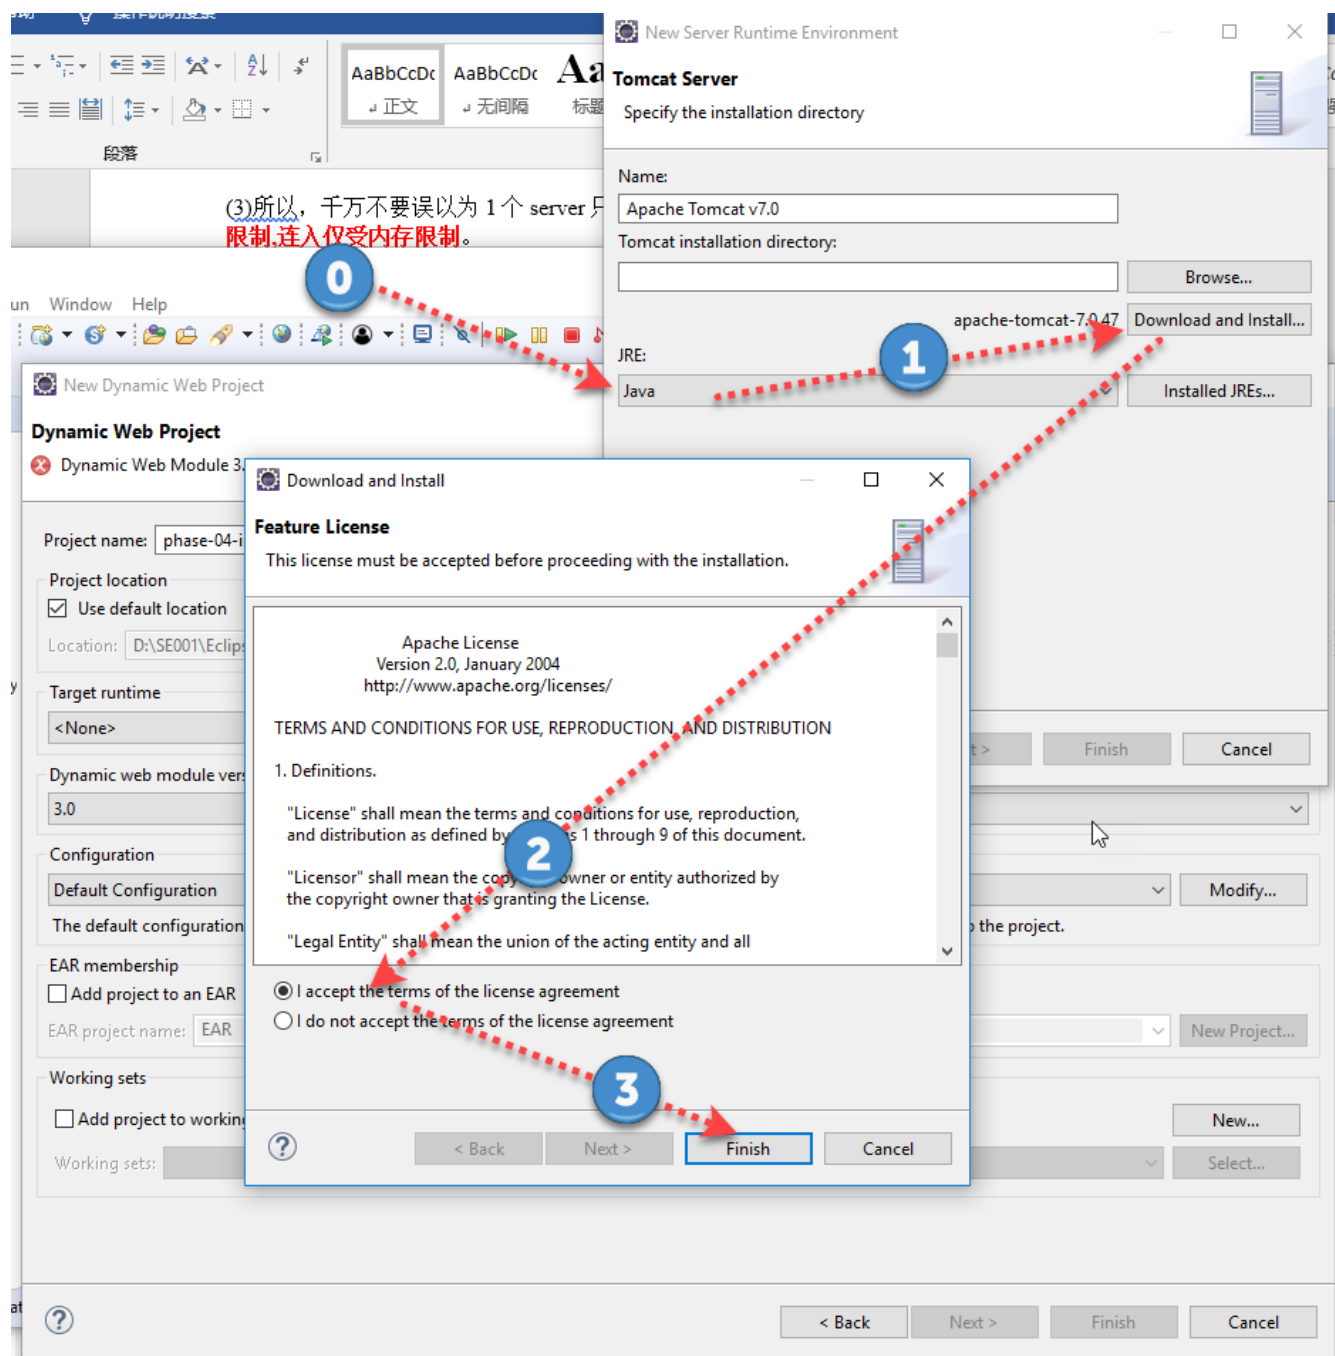 New Server Runtime Environment
Tomcat Server
Specify the installation directory
AaBbCcDc AaBbCcDc
正文 无间隔 标题
段落
Name:
Apache Tomcat v7.0
Tomcat installation directory:
Browse...
apache-tomcat-7.0.47 Download and Install...
JRE:
Java Installed JREs...
Finish Cancel
(3)所以，千万不要误以为 1 个 server
限制,连入仅受内存限制。
0
1
Window Help
New Dynamic Web Project
Dynamic Web Project
Dynamic Web Module 3.
Project name: phase-04-i
Project location
Use default location
Location: D:\SE001\Eclips
Target runtime
<None>
Dynamic web module vers
3.0
Configuration
Default Configuration Modify...
The default configuration the project.
EAR membership
Add project to an EAR
EAR project name: EAR New Project...
Working sets
Add project to working New...
Working sets: Select...
< Back Next > Finish Cancel
Download and Install
Feature License
This license must be accepted before proceeding with the installation.
Apache License
Version 2.0, January 2004
http://www.apache.org/licenses/
TERMS AND CONDITIONS FOR USE, REPRODUCTION, AND DISTRIBUTION
1. Definitions.
"License" shall mean the terms and conditions for use, reproduction,
and distribution as defined by 1 through 9 of this document.
2
"Licensor" shall mean the copyright owner or entity authorized by
the copyright owner that is granting the License.
"Legal Entity" shall mean the union of the acting entity and all
I accept the terms of the license agreement
I do not accept the terms of the license agreement
3
< Back Next > Finish Cancel